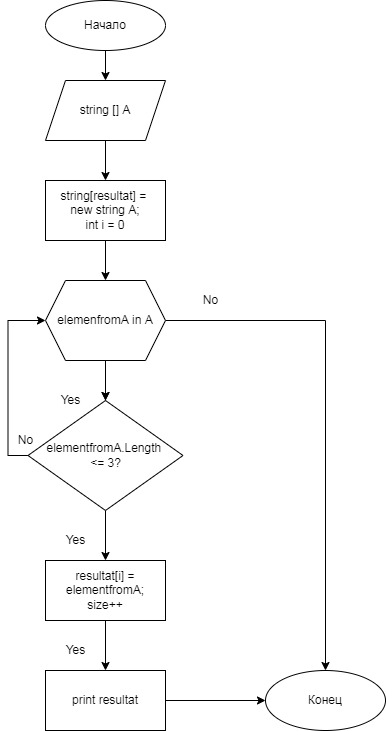 Начало
string [] A
string[resultat] =
new string A;
int i = 0
elemenfromA in A
No
Yes
No
elementfromA.Length
<= 3?
Yes
resultat[i] =
elementfromA;
size++
Yes
print resultat
Конец